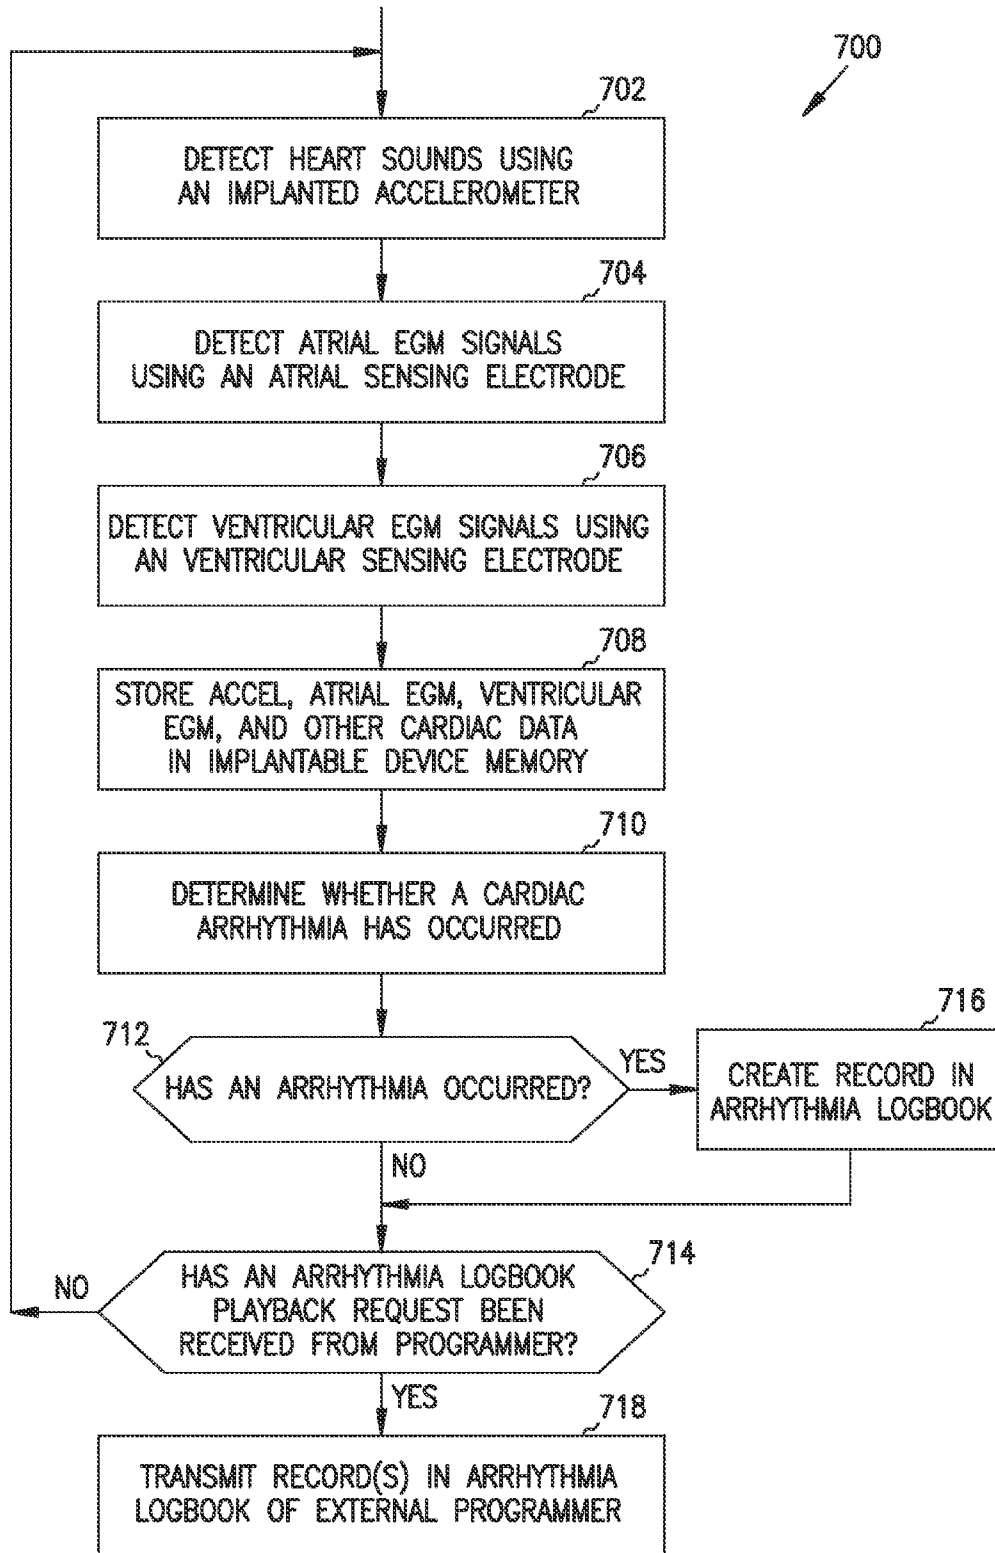 700
702
DETECT HEART SOUNDS USING
AN IMPLANTED ACCELEROMETER
704
DETECT ATRIAL EGM SIGNALS
USING AN ATRIAL SENSING ELECTRODE
706
DETECT VENTRICULAR EGM SIGNALS USING
AN VENTRICULAR SENSING ELECTRODE
708
STORE ACCEL, ATRIAL EGM, VENTRICULAR
EGM, AND OTHER CARDIAC DATA
IN IMPLANTABLE DEVICE MEMORY
710
DETERMINE WHETHER A CARDIAC
ARRHYTHMIA HAS OCCURRED
712
HAS AN ARRHYTHMIA OCCURRED?
YES
716
CREATE RECORD IN
ARRHYTHMIA LOGBOOK
NO
714
HAS AN ARRHYTHMIA LOGBOOK
PLAYBACK REQUEST BEEN
RECEIVED FROM PROGRAMMER?
NO
YES
718
TRANSMIT RECORD(S) IN ARRHYTHMIA
LOGBOOK OF EXTERNAL PROGRAMMER